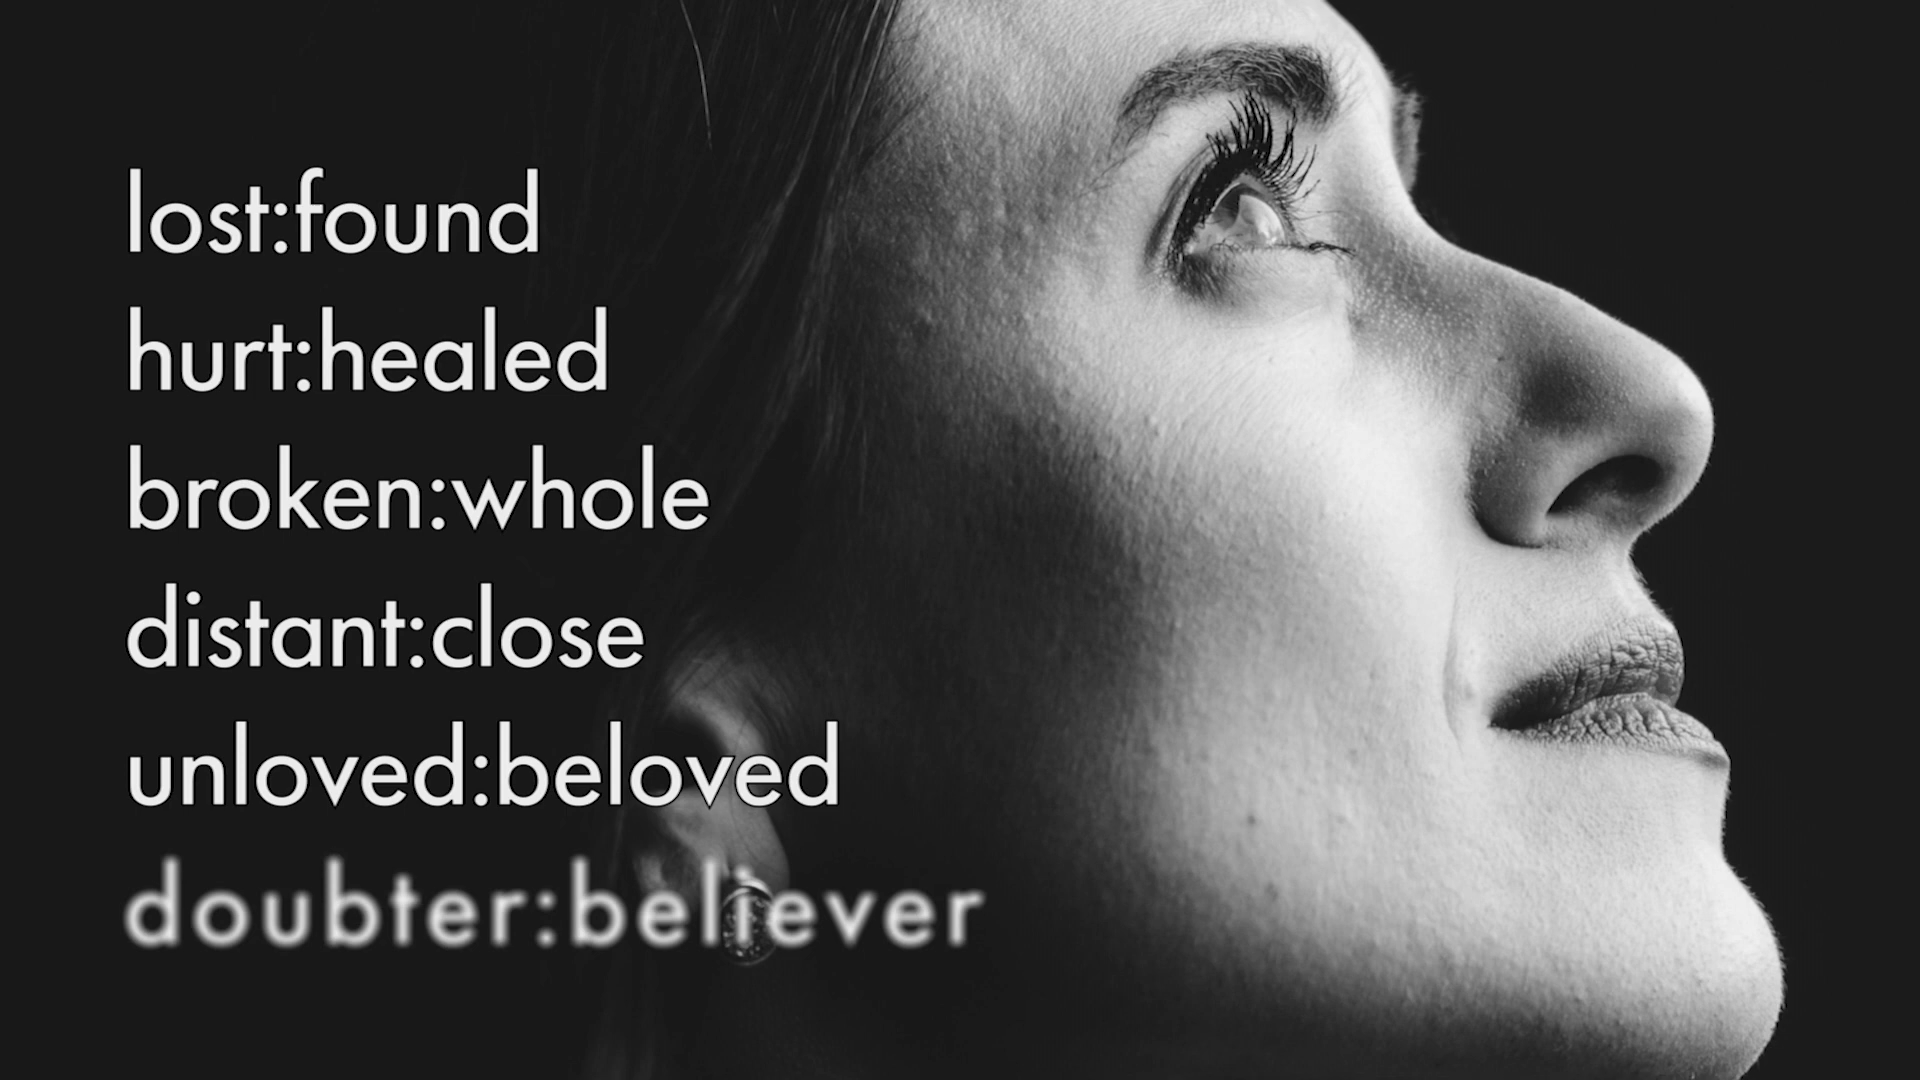 lost:found
hurt:healed
broken:whole
distant:close
unloved:beloved
doubter:believer